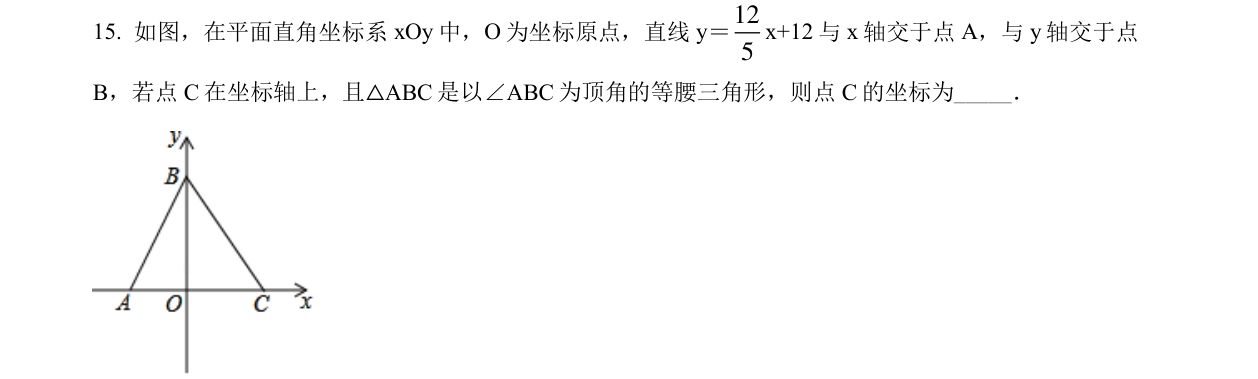 15. 如图，在平面直角坐标系 xOy 中，O 为坐标原点，直线 y＝12/5 x+12 与 x 轴交于点 A，与 y 轴交于点
B，若点 C 在坐标轴上，且△ABC 是以∠ABC 为顶角的等腰三角形，则点 C 的坐标为_____．
y
B
A O C x